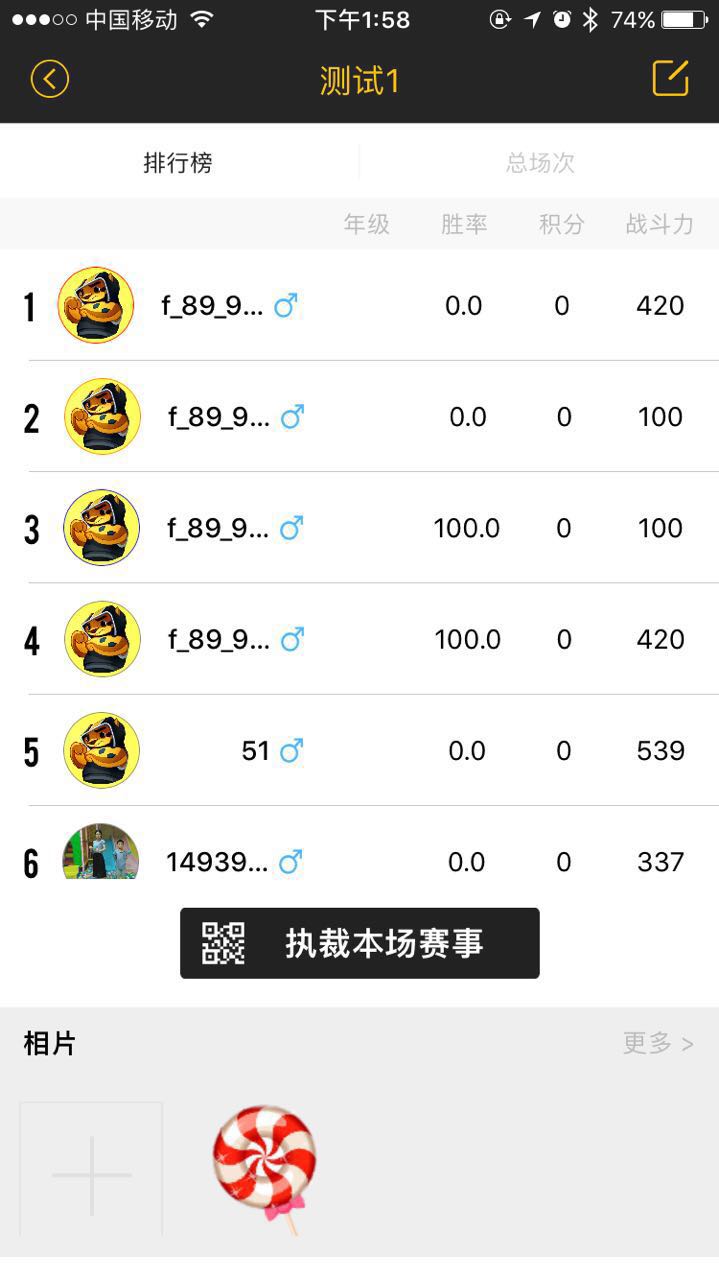 中国移动 下午1:58 74%
测试1
排行榜 总场次
年级 胜率 积分 战斗力
1 f_89_9... ♂ 0.0 0 420
2 f_89_9... ♂ 0.0 0 100
3 f_89_9... ♂ 100.0 0 100
4 f_89_9... ♂ 100.0 0 420
5 51 ♂ 0.0 0 539
6 14939... ♂ 0.0 0 337
执裁本场赛事
相片 更多 >